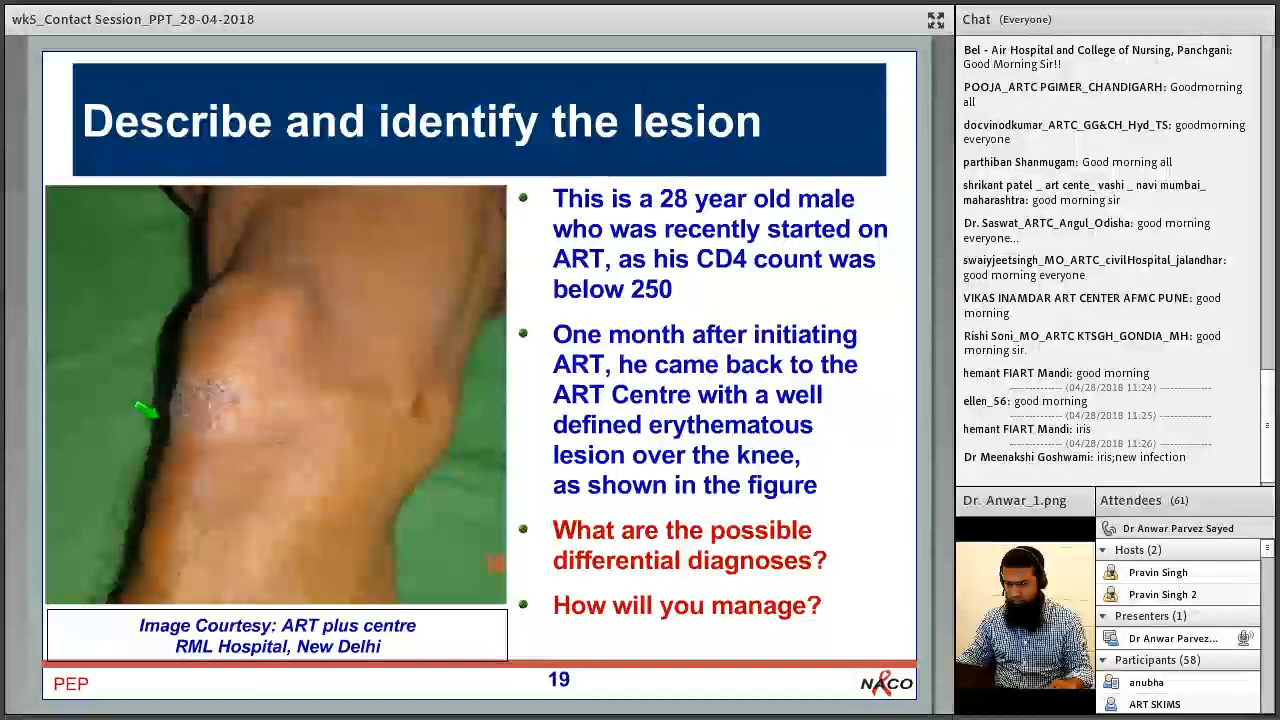 wk5_Contact Session_PPT_28-04-2018
Describe and identify the lesion
This is a 28 year old male
who was recently started on
ART, as his CD4 count was
below 250
One month after initiating
ART, he came back to the
ART Centre with a well
defined erythematous
lesion over the knee,
as shown in the figure
What are the possible
differential diagnoses?
How will you manage?
Image Courtesy: ART plus centre
RML Hospital, New Delhi
PEP
19
NACO
Chat (Everyone)
Bel - Air Hospital and College of Nursing, Panchgani:
Good Morning Sir!!
POOJA_ARTC PGIMER_CHANDIGARH: Goodmorning
all
docvinodkumar_ARTC_GG&CH_Hyd_TS: goodmorning
everyone
parthiban Shanmugam: Good morning all
shrikant patel _ art cente_ vashi _ navi mumbai_
maharashtra: good morning sir
Dr. Saswat_ARTC_Angul_Odisha: good morning
everyone...
swaiyjeetsingh_MO_ARTC_civilHospital_jalandhar:
good morning everyone
VIKAS INAMDAR ART CENTER AFMC PUNE: good
morning
Rishi Soni_MO_ARTC KTSGH_GONDIA_MH: good
morning sir.
hemant FIART Mandi: good morning
(04/28/2018 11:24)
ellen_56: good morning
(04/28/2018 11:25)
hemant FIART Mandi: iris
(04/28/2018 11:26)
Dr Meenakshi Goshwami: iris;new infection
Dr. Anwar_1.png
Attendees (61)
Dr Anwar Parvez Sayed
Hosts (2)
Pravin Singh
Pravin Singh 2
Presenters (1)
Dr Anwar Parvez...
Participants (58)
anubha
ART SKIMS